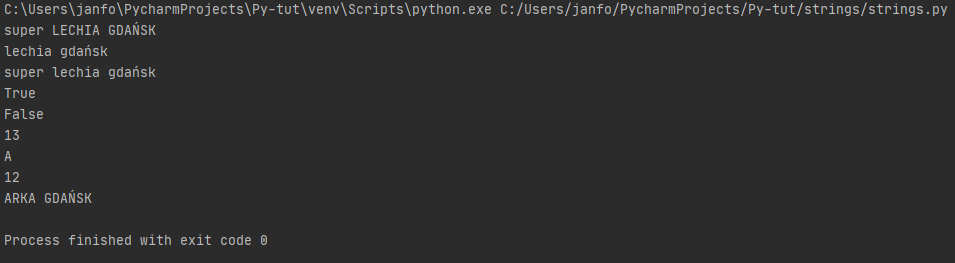 C:\Users\janfo\PycharmProjects\Py-tut\venv\Scripts\python.exe C:/Users/janfo/PycharmProjects/Py-tut/strings/strings.py
super LECHIA GDAŃSK
lechia gdańsk
super lechia gdańsk
True
False
13
A
12
ARKA GDAŃSK
Process finished with exit code 0